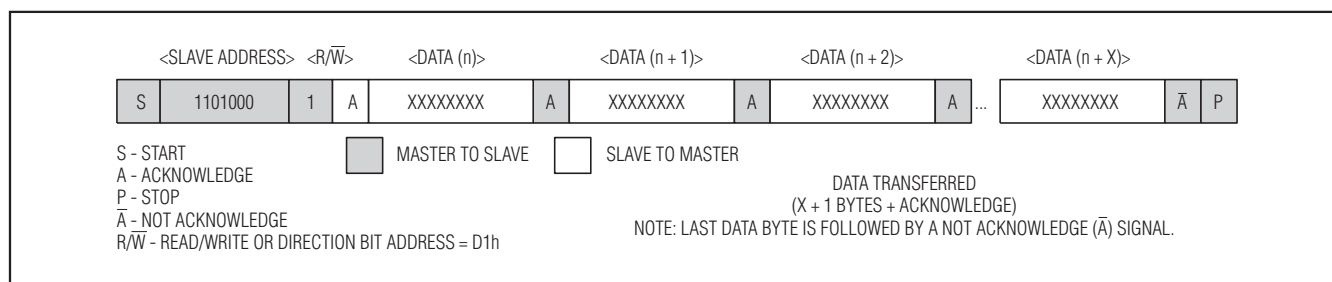 <SLAVE ADDRESS> <R/W̅> <DATA (n)> <DATA (n + 1)> <DATA (n + 2)> <DATA (n + X)>
S 1101000 1 A XXXXXXXX A XXXXXXXX A XXXXXXXX A ... XXXXXXXX A̅ P
S - START
A - ACKNOWLEDGE
P - STOP
A̅ - NOT ACKNOWLEDGE
R/W̅ - READ/WRITE OR DIRECTION BIT ADDRESS = D1h
MASTER TO SLAVE SLAVE TO MASTER
DATA TRANSFERRED
(X + 1 BYTES + ACKNOWLEDGE)
NOTE: LAST DATA BYTE IS FOLLOWED BY A NOT ACKNOWLEDGE (A̅) SIGNAL.